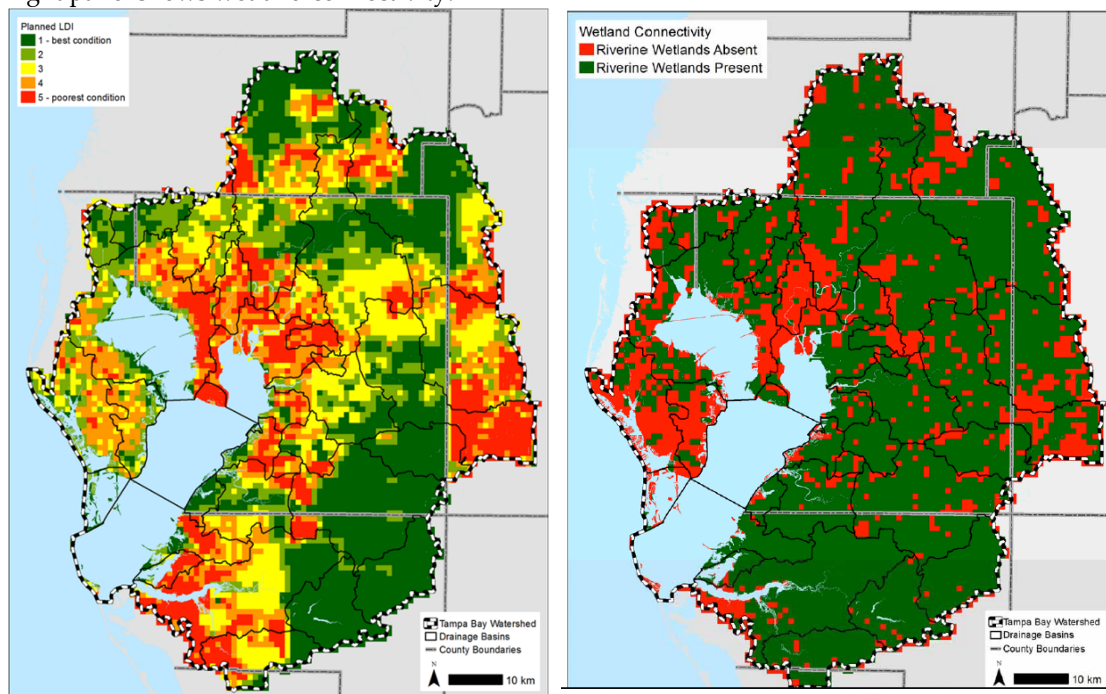 Planned LDI
1 - best condition
2
3
4
5 - poorest condition
Tampa Bay Watershed
Drainage Basins
County Boundaries
N
10 km
Wetland Connectivity
Riverine Wetlands Absent
Riverine Wetlands Present
Tampa Bay Watershed
Drainage Basins
County Boundaries
N
10 km